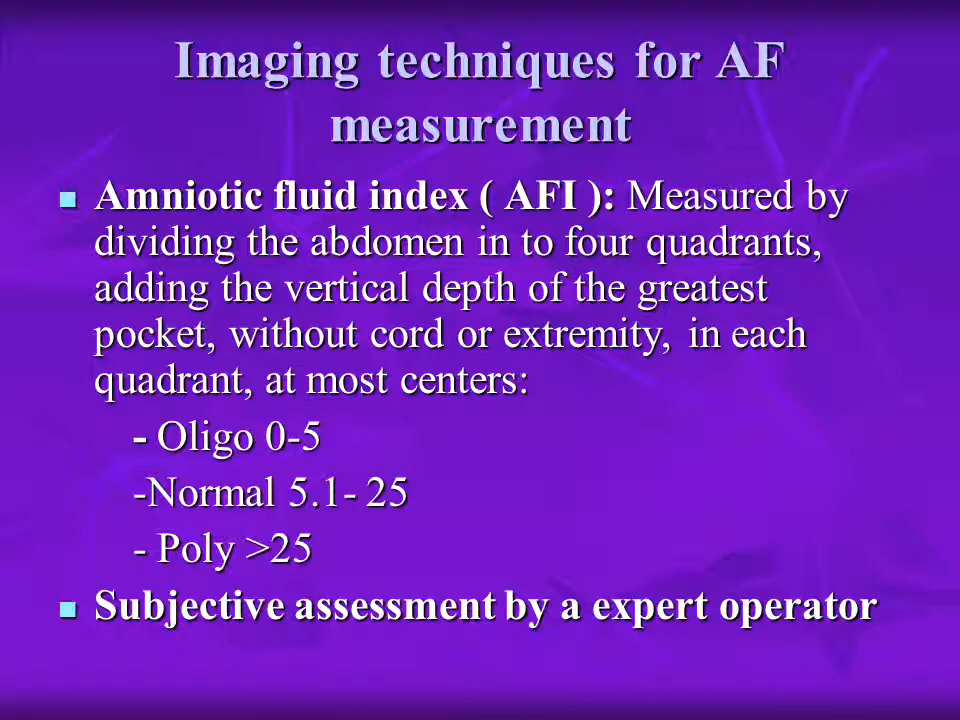 Imaging techniques for AF
measurement
Amniotic fluid index ( AFI ): Measured by
dividing the abdomen in to four quadrants,
adding the vertical depth of the greatest
pocket, without cord or extremity, in each
quadrant, at most centers:
- Oligo 0-5
-Normal 5.1- 25
- Poly >25
Subjective assessment by a expert operator